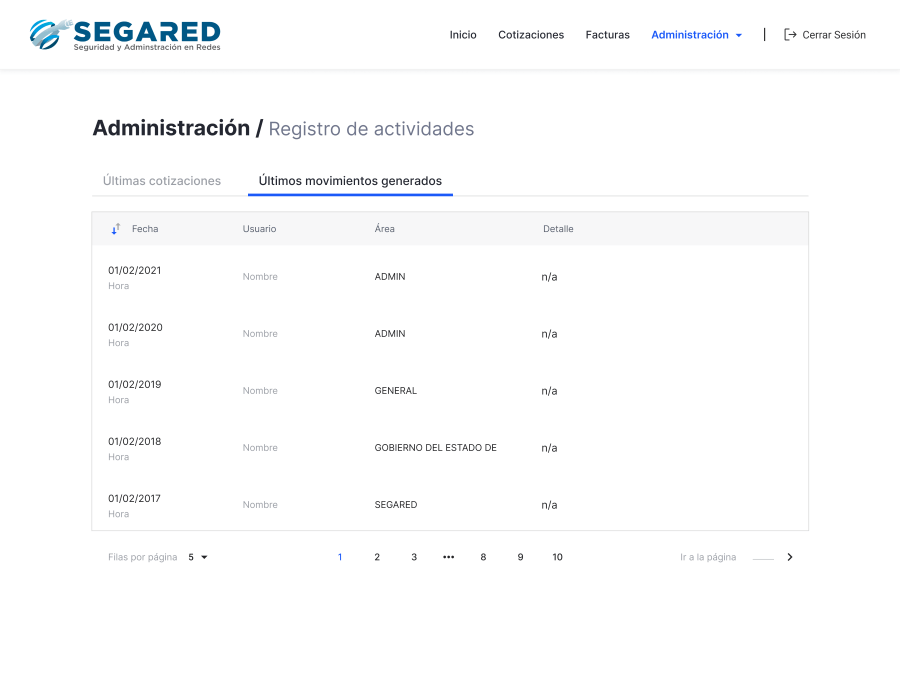 SEGARED
Seguridad y Adminstración en Redes
Inicio Cotizaciones Facturas Administración | Cerrar Sesión
Administración / Registro de actividades
Últimas cotizaciones Últimos movimientos generados
Fecha Usuario Área Detalle
01/02/2021
Hora
Nombre ADMIN n/a
01/02/2020
Hora
Nombre ADMIN n/a
01/02/2019
Hora
Nombre GENERAL n/a
01/02/2018
Hora
Nombre GOBIERNO DEL ESTADO DE n/a
01/02/2017
Hora
Nombre SEGARED n/a
Filas por página 5 1 2 3 ••• 8 9 10 Ir a la página